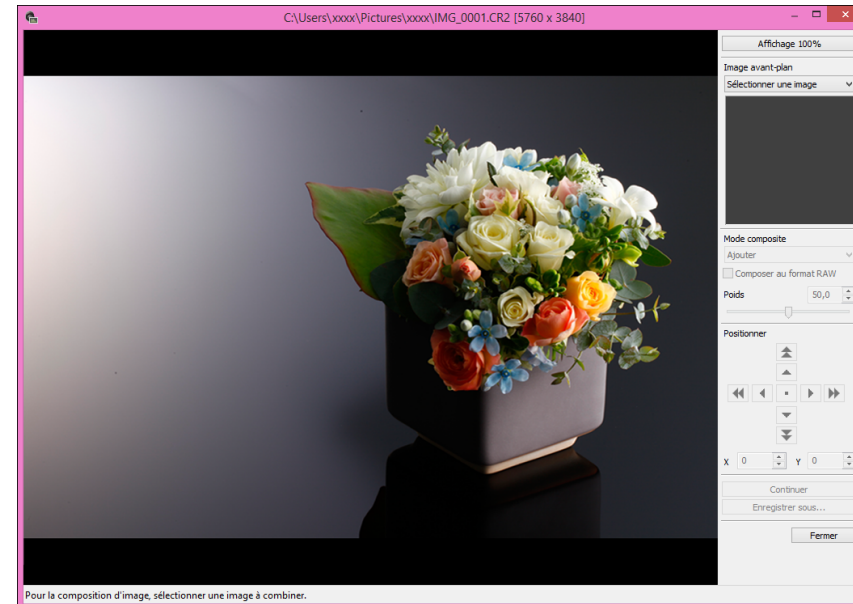 C:\Users\xxxx\Pictures\xxxx\IMG_0001.CR2 [5760 x 3840]
Affichage 100%
Image avant-plan
Sélectionner une image
Mode composite
Ajouter
Composer au format RAW
Poids 50,0
Positionner
X 0 Y 0
Continuer
Enregistrer sous...
Fermer
Pour la composition d'image, sélectionner une image à combiner.